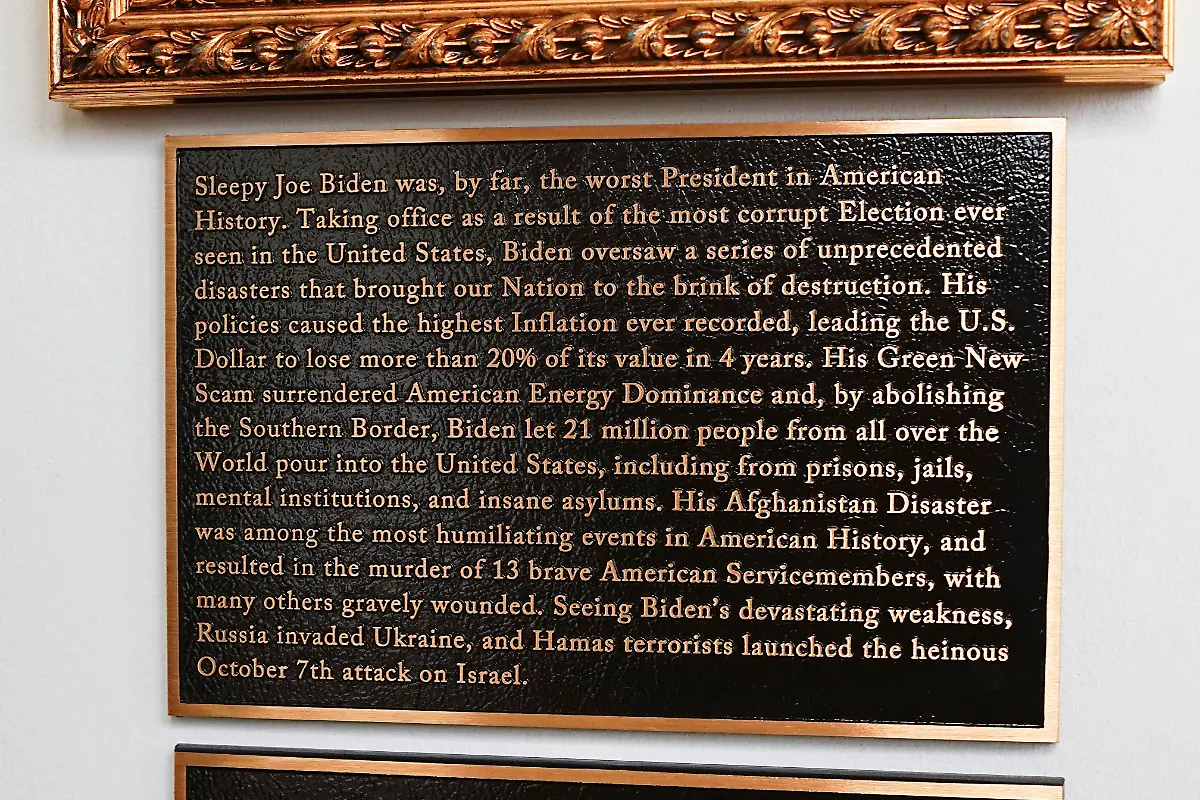 Sleepy Joe Biden was, by far, the worst President in American
History. Taking office as a result of the most corrupt Election ever
seen in the United States, Biden oversaw a series of unprecedented
disasters that brought our Nation to the brink of destruction. His
policies caused the highest Inflation ever recorded, leading the U.S.
Dollar to lose more than 20% of its value in 4 years. His Green New
Scam surrendered American Energy Dominance and, by abolishing
the Southern Border, Biden let 21 million people from all over the
World pour into the United States, including from prisons, jails,
mental institutions, and insane asylums. His Afghanistan Disaster
was among the most humiliating events in American History, and
resulted in the murder of 13 brave American Servicemembers, with
many others gravely wounded. Seeing Biden's devastating weakness,
Russia invaded Ukraine, and Hamas terrorists launched the heinous
October 7th attack on Israel.